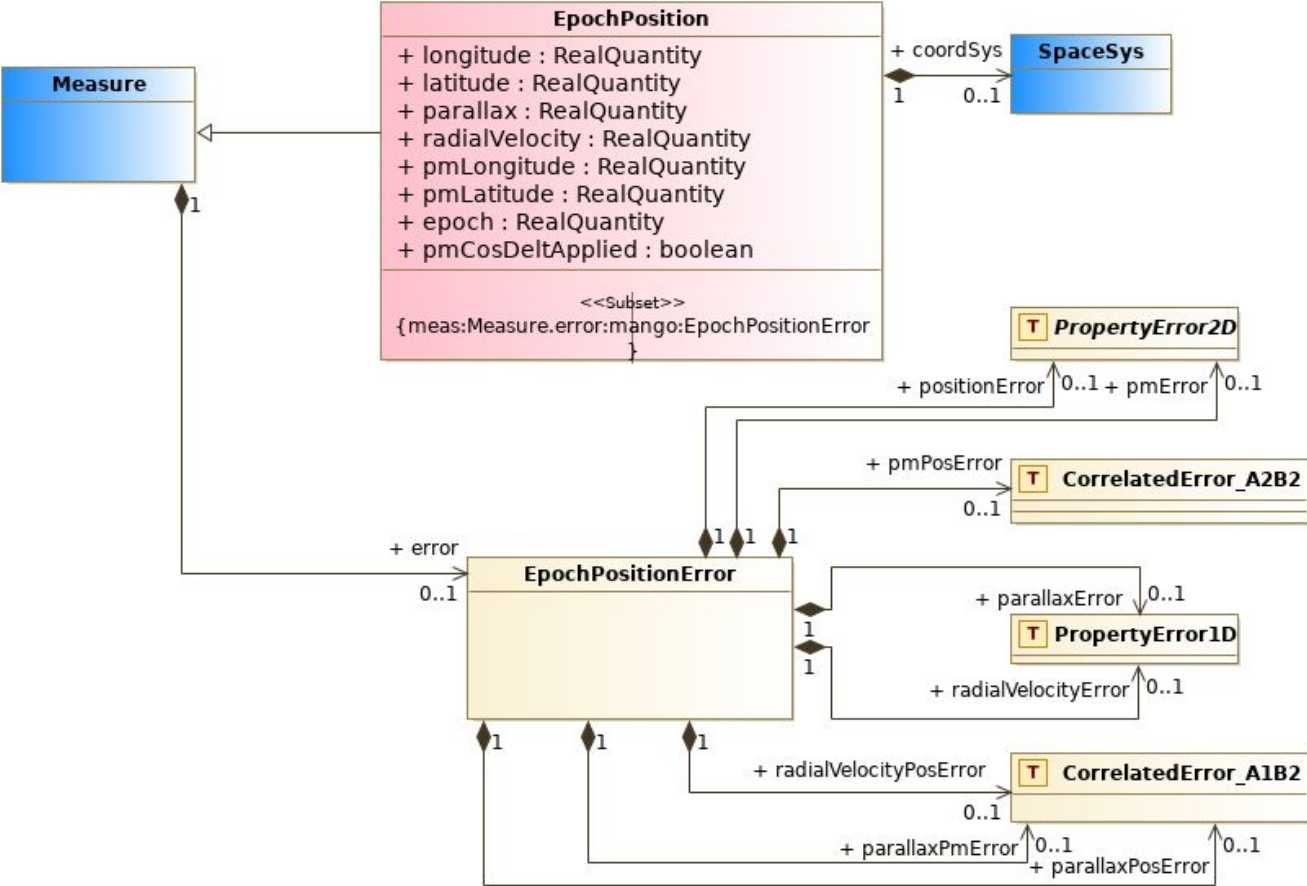 EpochPosition
+ longitude : RealQuantity
+ latitude : RealQuantity
+ parallax : RealQuantity
+ radialVelocity : RealQuantity
+ pmLongitude : RealQuantity
+ pmLatitude : RealQuantity
+ epoch : RealQuantity
+ pmCosDeltApplied : boolean
<<Subset>>
{meas:Measure.error:mango:EpochPositionError
}
Measure
1
+ coordSys
1
0..1
SpaceSys
T PropertyError2D
+ positionError
0..1
+ pmError
0..1
+ pmPosError
0..1
T CorrelatedError_A2B2
1
1
1
+ error
0..1
EpochPositionError
1
+ parallaxError
0..1
T PropertyError1D
1
+ radialVelocityError
0..1
1
1
1
+ radialVelocityPosError
0..1
T CorrelatedError_A1B2
+ parallaxPmError
0..1
+ parallaxPosError
0..1